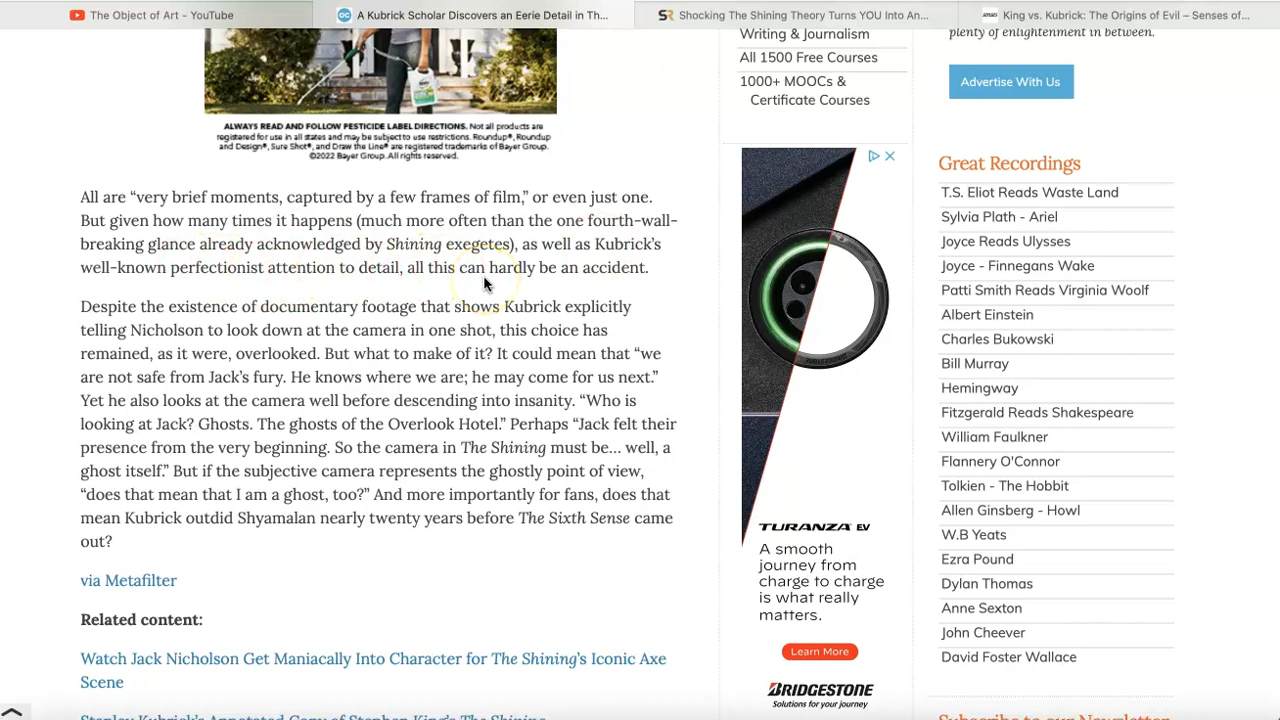 The Object of Art - YouTube
A Kubrick Scholar Discovers an Eerie Detail in Th...
Shocking The Shining Theory Turns YOU Into An...
King vs. Kubrick: The Origins of Evil – Senses of...
ALWAYS READ AND FOLLOW PESTICIDE LABEL DIRECTIONS. Not all products are
registered for use in all states and may be subject to use restrictions. Roundup®, Roundup
and Design®, Sure Shot®, and Draw the Line® are registered trademarks of Bayer Group.
©2022 Bayer Group. All rights reserved.
All are “very brief moments, captured by a few frames of film,” or even just one.
But given how many times it happens (much more often than the one fourth-wall-
breaking glance already acknowledged by Shining exegetes), as well as Kubrick’s
well-known perfectionist attention to detail, all this can hardly be an accident.
Despite the existence of documentary footage that shows Kubrick explicitly
telling Nicholson to look down at the camera in one shot, this choice has
remained, as it were, overlooked. But what to make of it? It could mean that “we
are not safe from Jack’s fury. He knows where we are; he may come for us next.”
Yet he also looks at the camera well before descending into insanity. “Who is
looking at Jack? Ghosts. The ghosts of the Overlook Hotel.” Perhaps “Jack felt their
presence from the very beginning. So the camera in The Shining must be… well, a
ghost itself.” But if the subjective camera represents the ghostly point of view,
“does that mean that I am a ghost, too?” And more importantly for fans, does that
mean Kubrick outdid Shyamalan nearly twenty years before The Sixth Sense came
out?
via Metafilter
Related content:
Watch Jack Nicholson Get Maniacally Into Character for The Shining’s Iconic Axe
Scene
Stanley Kubrick’s Annotated Copy of Stephen King’s The Shining
Writing & Journalism
All 1500 Free Courses
1000+ MOOCs &
Certificate Courses
TURANZA EV
A smooth
journey from
charge to charge
is what really
matters.
Learn More
BRIDGESTONE
Solutions for your journey
plenty of enlightenment in between.
Advertise With Us
Great Recordings
T.S. Eliot Reads Waste Land
Sylvia Plath - Ariel
Joyce Reads Ulysses
Joyce - Finnegans Wake
Patti Smith Reads Virginia Woolf
Albert Einstein
Charles Bukowski
Bill Murray
Hemingway
Fitzgerald Reads Shakespeare
William Faulkner
Flannery O'Connor
Tolkien - The Hobbit
Allen Ginsberg - Howl
W.B Yeats
Ezra Pound
Dylan Thomas
Anne Sexton
John Cheever
David Foster Wallace
Subscribe to our Newsletter